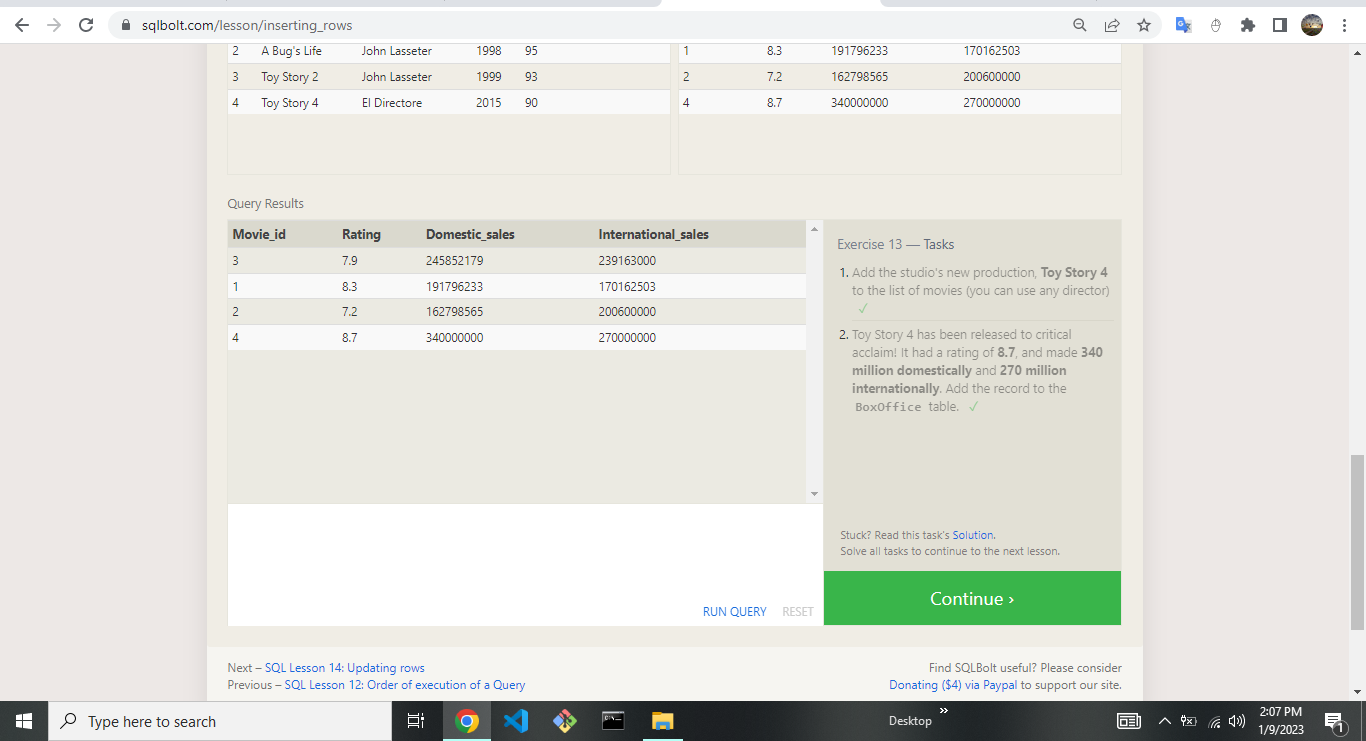 sqlbolt.com/lesson/inserting_rows
2 A Bug's Life John Lasseter 1998 95
3 Toy Story 2 John Lasseter 1999 93
4 Toy Story 4 El Directore 2015 90
1 8.3 191796233 170162503
2 7.2 162798565 200600000
4 8.7 340000000 270000000
Query Results
Movie_id Rating Domestic_sales International_sales
3 7.9 245852179 239163000
1 8.3 191796233 170162503
2 7.2 162798565 200600000
4 8.7 340000000 270000000
RUN QUERY RESET
Exercise 13 — Tasks
1. Add the studio's new production, Toy Story 4
to the list of movies (you can use any director)
✓
2. Toy Story 4 has been released to critical
acclaim! It had a rating of 8.7, and made 340
million domestically and 270 million
internationally. Add the record to the
BoxOffice table. ✓
Stuck? Read this task's Solution.
Solve all tasks to continue to the next lesson.
Continue ›
Next – SQL Lesson 14: Updating rows
Previous – SQL Lesson 12: Order of execution of a Query
Find SQLBolt useful? Please consider
Donating ($4) via Paypal to support our site.
Type here to search
Desktop »
2:07 PM
1/9/2023
1